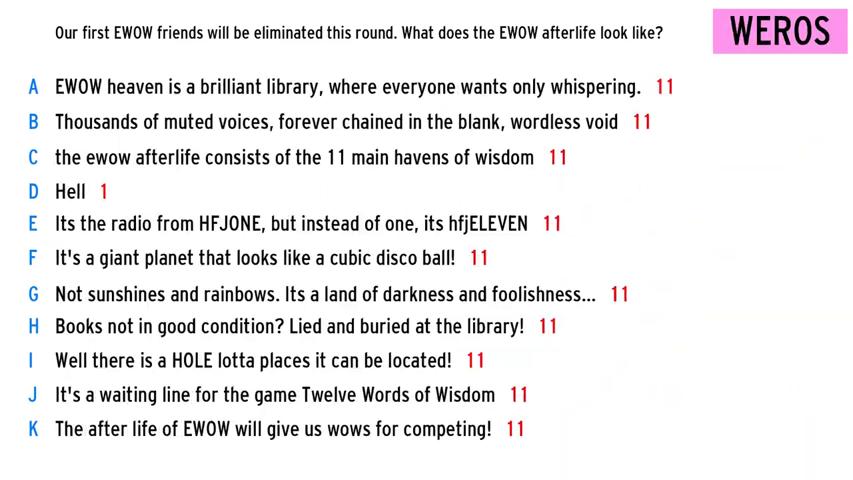 Our first EWOW friends will be eliminated this round. What does the EWOW afterlife look like?
WEROS
A EWOW heaven is a brilliant library, where everyone wants only whispering. 11
B Thousands of muted voices, forever chained in the blank, wordless void 11
C the ewow afterlife consists of the 11 main havens of wisdom 11
D Hell 1
E Its the radio from HFJONE, but instead of one, its hfjELEVEN 11
F It's a giant planet that looks like a cubic disco ball! 11
G Not sunshines and rainbows. Its a land of darkness and foolishness... 11
H Books not in good condition? Lied and buried at the library! 11
I Well there is a HOLE lotta places it can be located! 11
J It's a waiting line for the game Twelve Words of Wisdom 11
K The after life of EWOW will give us wows for competing! 11